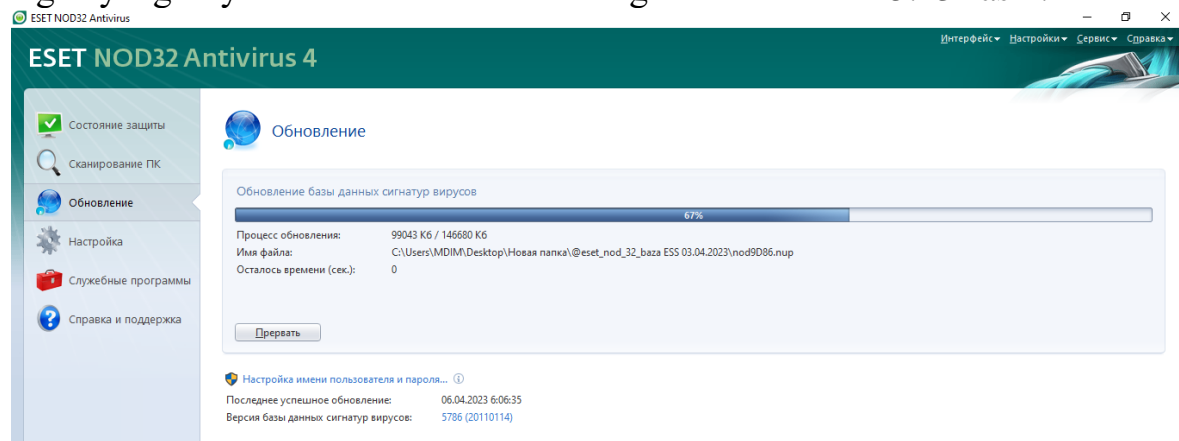 ESET NOD32 Antivirus
Интерфейс Настройки Сервис Справка
ESET NOD32 Antivirus 4
Состояние защиты
Сканирование ПК
Обновление
Настройка
Служебные программы
Справка и поддержка
Обновление
Обновление базы данных сигнатур вирусов
67%
Процесс обновления: 99043 Кб / 146680 Кб
Имя файла: C:\Users\MDIM\Desktop\Новая папка\@eset_nod_32_baza ESS 03.04.2023\nod9D86.nup
Осталось времени (сек.): 0
Прервать
Настройка имени пользователя и пароля...
Последнее успешное обновление: 06.04.2023 6:06:35
Версия базы данных сигнатур вирусов: 5786 (20110114)